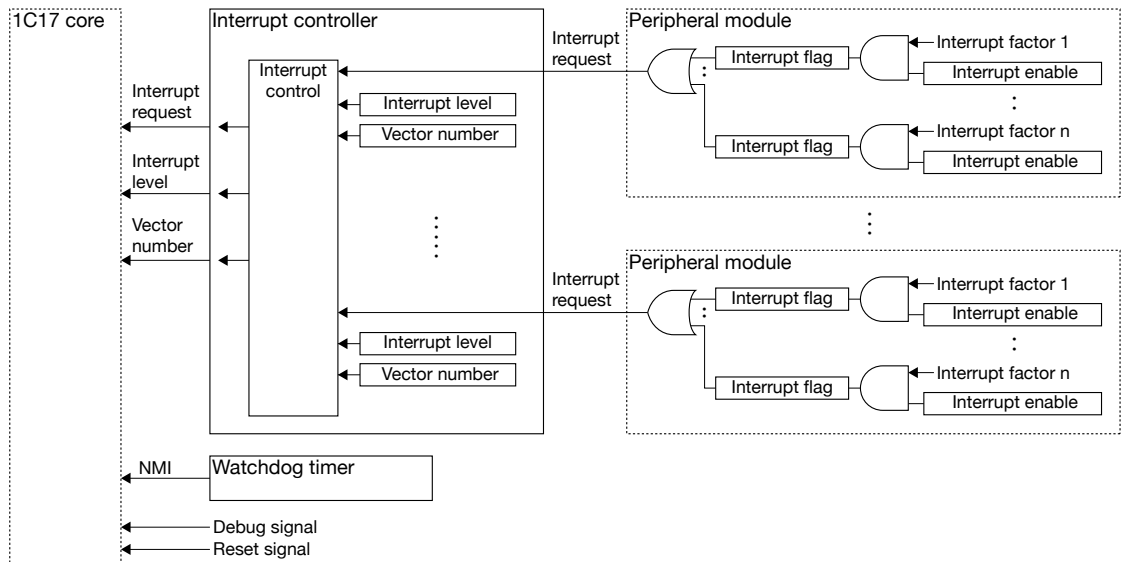 1C17 core
Interrupt controller
Peripheral module
Interrupt
request
Interrupt
control
Interrupt flag
Interrupt factor 1
Interrupt enable
Interrupt level
Vector number
Interrupt
request
Interrupt flag
Interrupt factor n
Interrupt enable
Interrupt
level
Vector
number
Peripheral module
Interrupt
request
Interrupt flag
Interrupt factor 1
Interrupt enable
Interrupt level
Vector number
Interrupt flag
Interrupt factor n
Interrupt enable
NMI
Watchdog timer
Debug signal
Reset signal